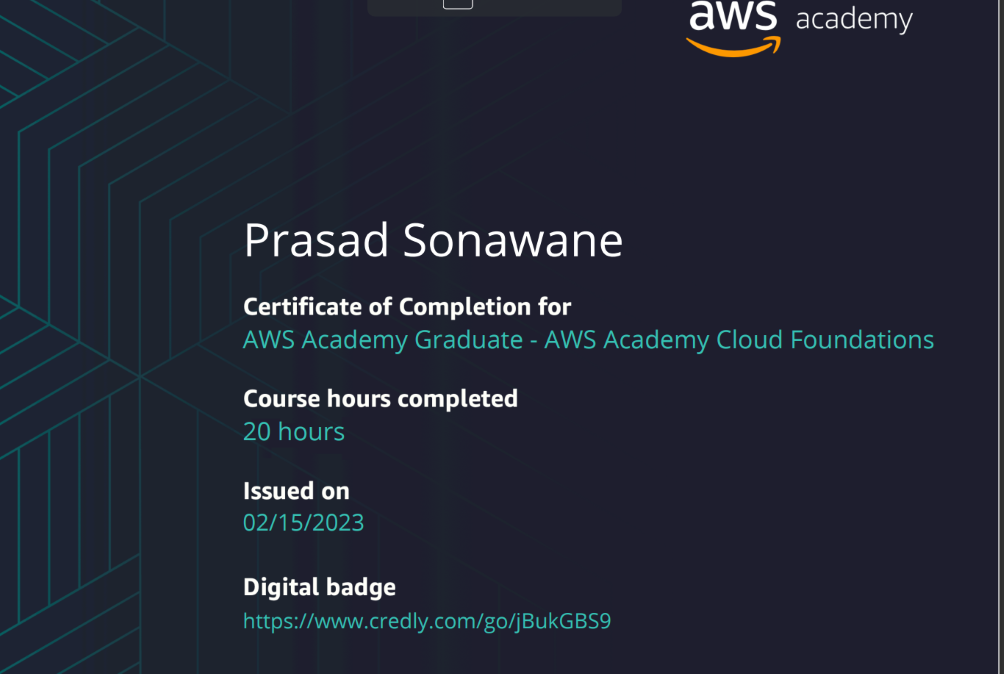 aws academy
Prasad Sonawane
Certificate of Completion for
AWS Academy Graduate - AWS Academy Cloud Foundations
Course hours completed
20 hours
Issued on
02/15/2023
Digital badge
https://www.credly.com/go/jBukGBS9